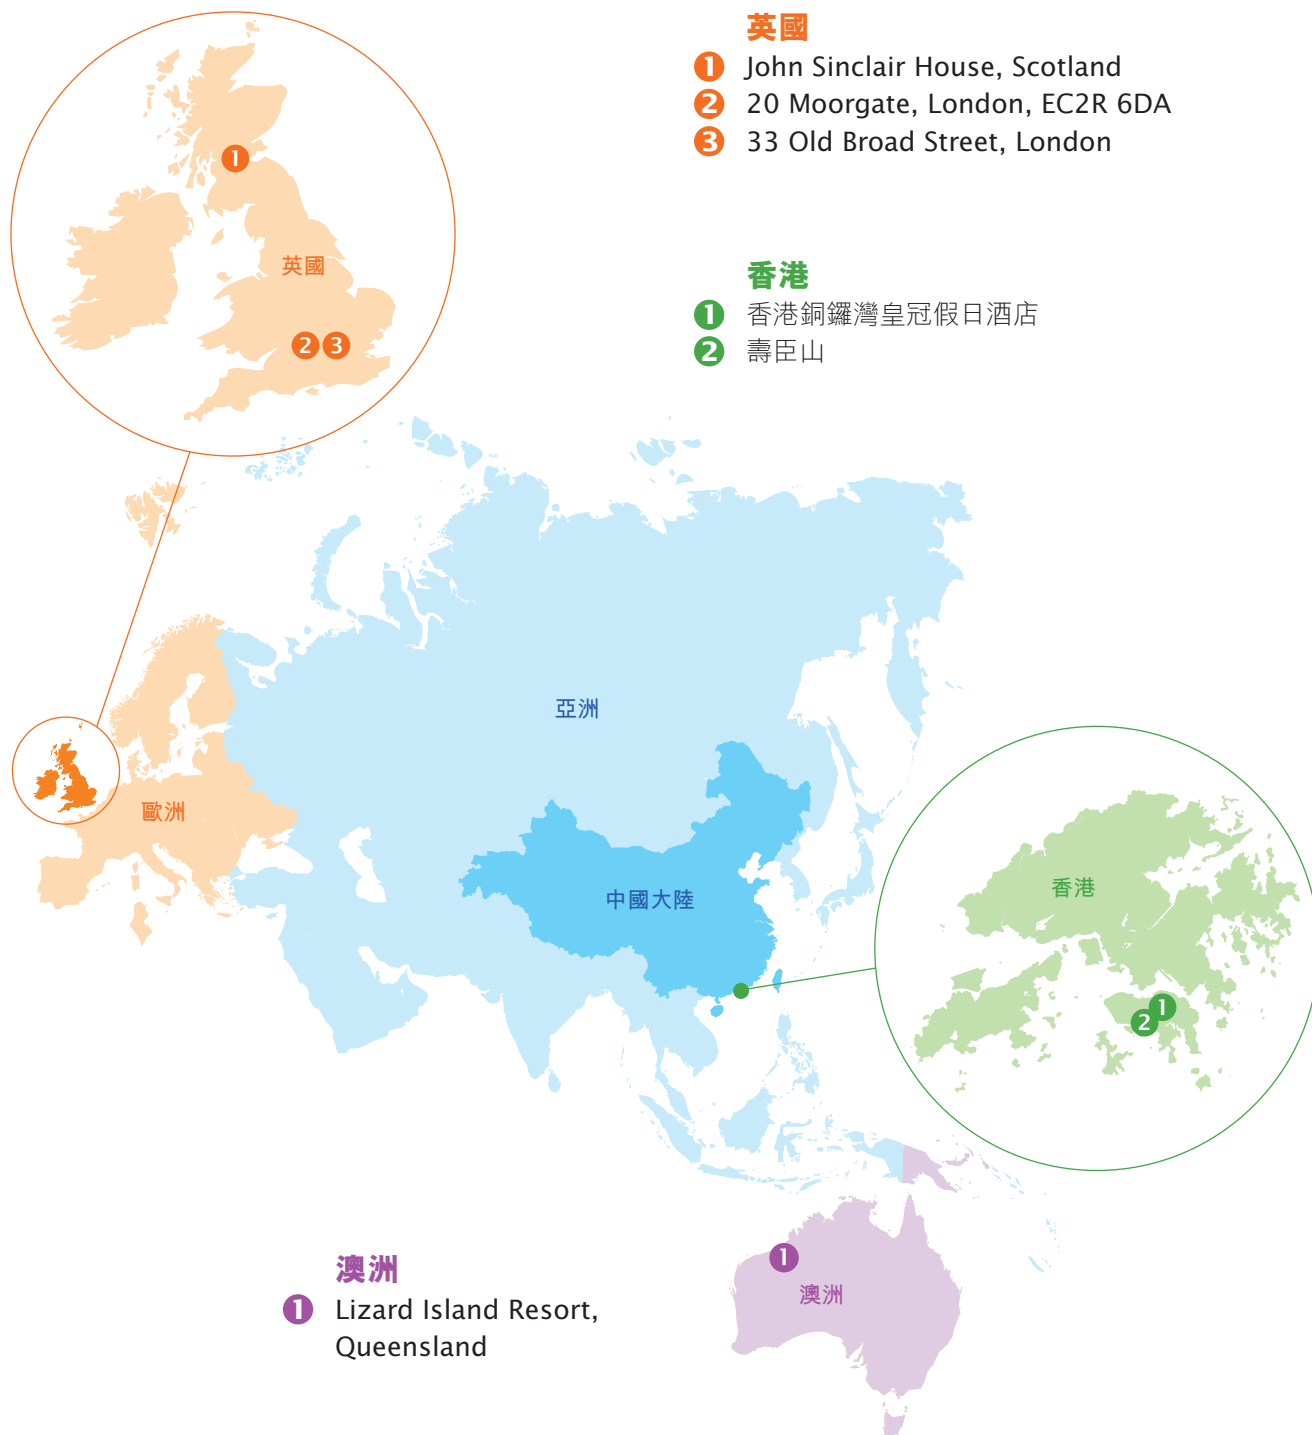 英國
1 John Sinclair House, Scotland
2 20 Moorgate, London, EC2R 6DA
3 33 Old Broad Street, London
1
英國
2 3
香港
1 香港銅鑼灣皇冠假日酒店
2 壽臣山
亞洲
歐洲
中國大陸
香港
1
2
澳洲
1 Lizard Island Resort,
Queensland
1
澳洲